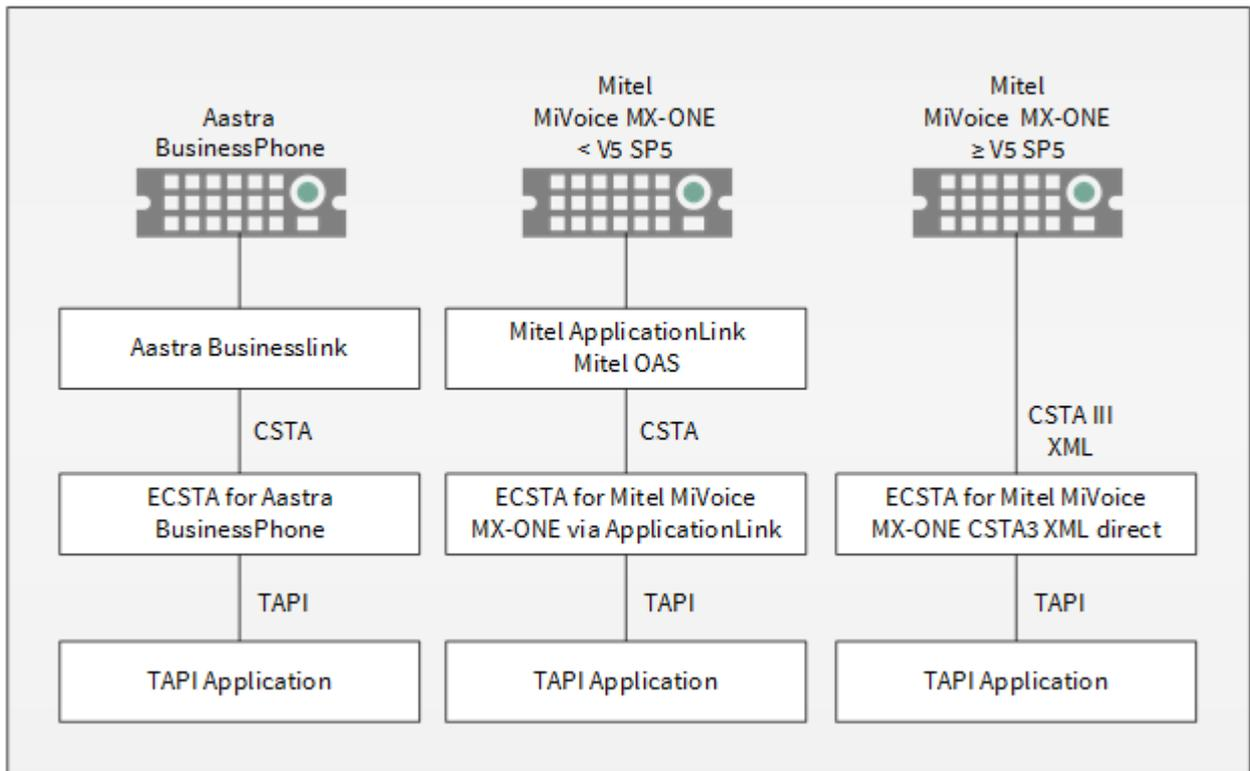 Aastra
BusinessPhone
Mitel
MiVoice MX-ONE
< V5 SP5
Mitel
MiVoice MX-ONE
≥ V5 SP5
Aastra Businesslink
Mitel ApplicationLink
Mitel OAS
CSTA
CSTA
CSTA III
XML
ECSTA for Aastra
BusinessPhone
ECSTA for Mitel MiVoice
MX-ONE via ApplicationLink
ECSTA for Mitel MiVoice
MX-ONE CSTA3 XML direct
TAPI
TAPI
TAPI
TAPI Application
TAPI Application
TAPI Application